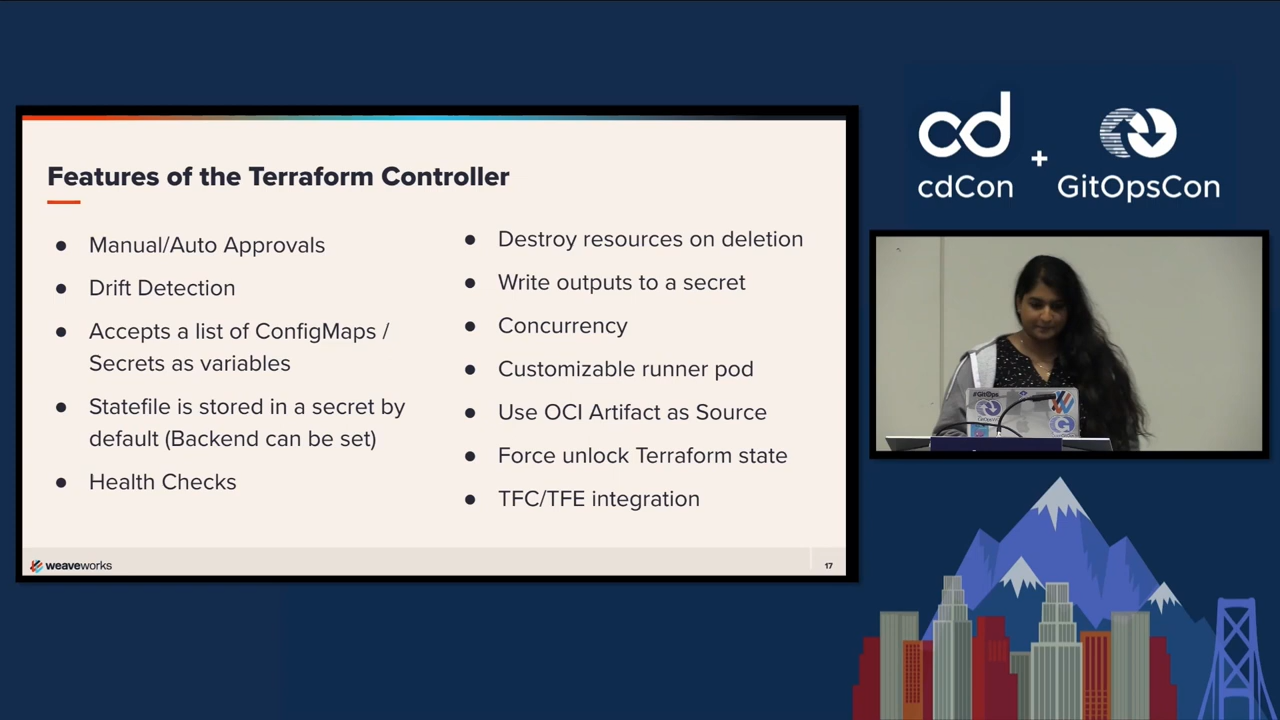 Features of the Terraform Controller
● Manual/Auto Approvals
● Drift Detection
● Accepts a list of ConfigMaps /
Secrets as variables
● Statefile is stored in a secret by
default (Backend can be set)
● Health Checks
● Destroy resources on deletion
● Write outputs to a secret
● Concurrency
● Customizable runner pod
● Use OCI Artifact as Source
● Force unlock Terraform state
● TFC/TFE integration
weaveworks
17
cd
cdCon
+
GitOpsCon
#GitOps